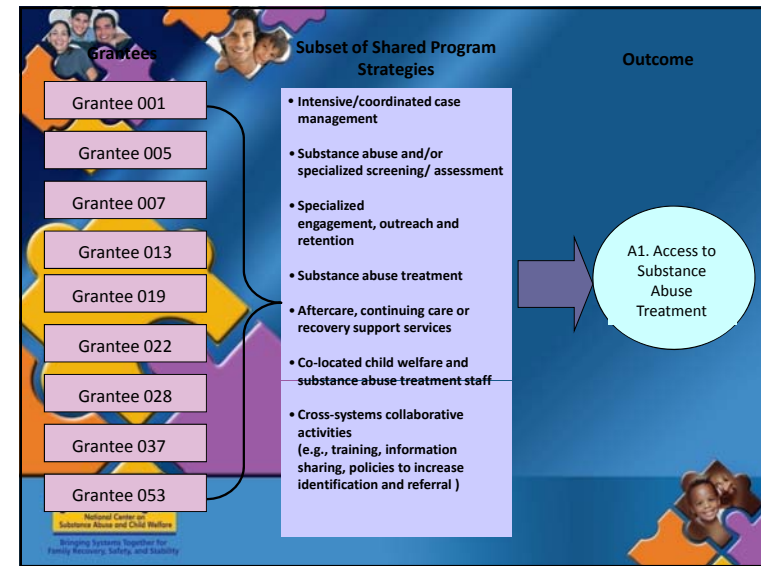 Grantees
Grantee 001
Grantee 005
Grantee 007
Grantee 013
Grantee 019
Grantee 022
Grantee 028
Grantee 037
Grantee 053
National Center on
Substance Abuse and Child Welfare
Bringing Systems Together for
Family Recovery, Safety, and Stability
Subset of Shared Program
Strategies
• Intensive/coordinated case
management
• Substance abuse and/or
specialized screening/ assessment
• Specialized
engagement, outreach and
retention
• Substance abuse treatment
• Aftercare, continuing care or
recovery support services
• Co-located child welfare and
substance abuse treatment staff
• Cross-systems collaborative
activities
(e.g., training, information
sharing, policies to increase
identification and referral )
Outcome
A1. Access to
Substance
Abuse
Treatment